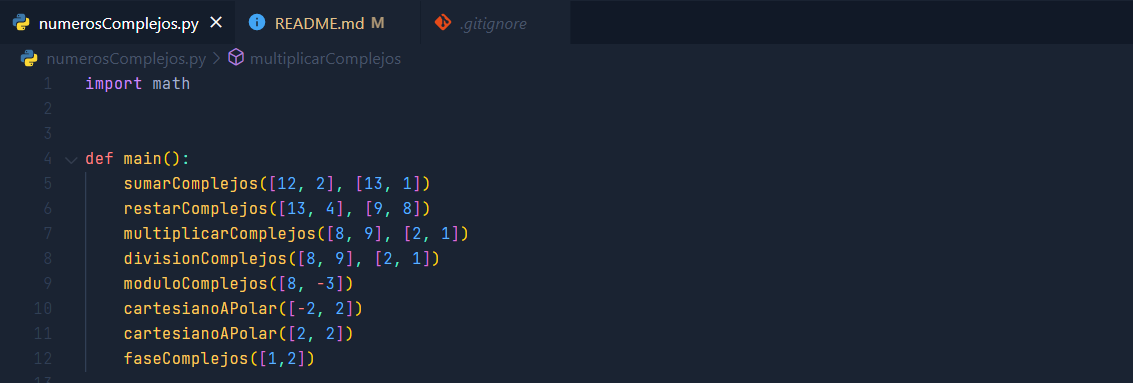 numerosComplejos.py × README.md M .gitignore
numerosComplejos.py > multiplicarComplejos
1 import math
2
3
4 def main():
5 sumarComplejos([12, 2], [13, 1])
6 restarComplejos([13, 4], [9, 8])
7 multiplicarComplejos([8, 9], [2, 1])
8 divisionComplejos([8, 9], [2, 1])
9 moduloComplejos([8, -3])
10 cartesianoAPolar([-2, 2])
11 cartesianoAPolar([2, 2])
12 faseComplejos([1,2])
13